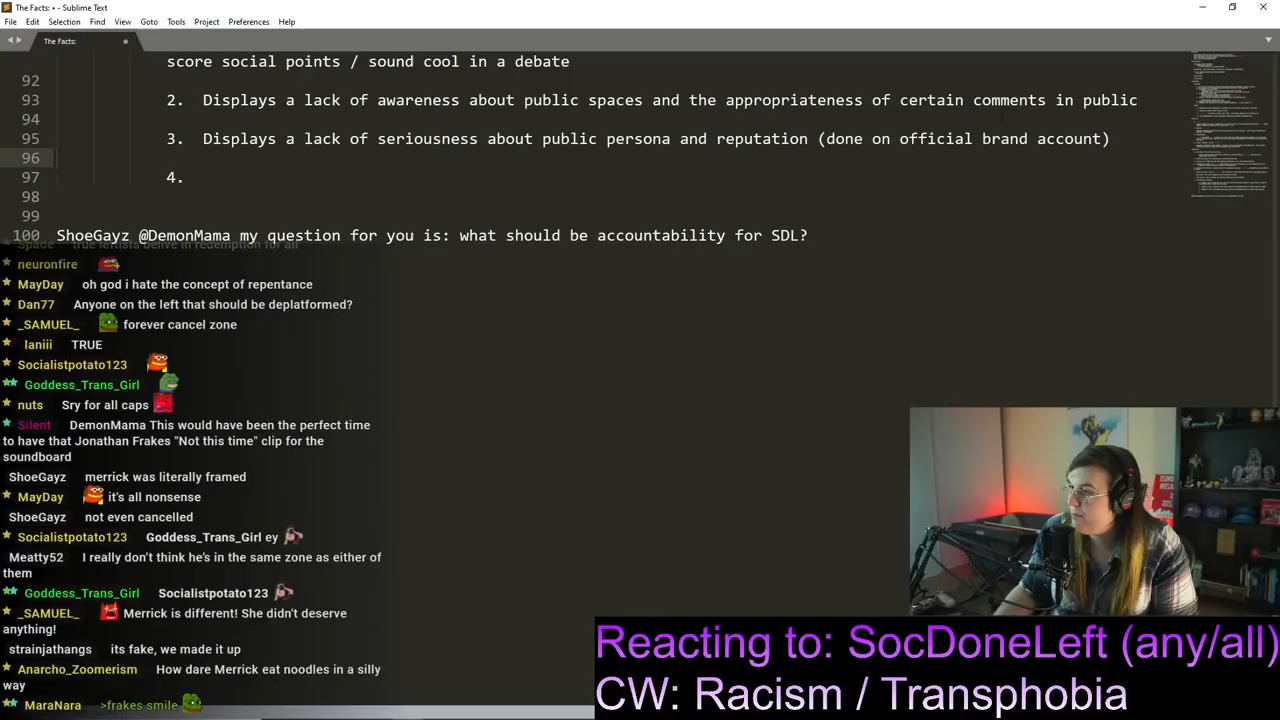 The Facts: • - Sublime Text
File Edit Selection Find View Goto Tools Project Preferences Help
The Facts:
score social points / sound cool in a debate
92
93 2. Displays a lack of awareness about public spaces and the appropriateness of certain comments in public
94
95 3. Displays a lack of seriousness abut public persona and reputation (done on official brand account)
96
97 4.
98
99
100 ShoeGayz @DemonMama my question for you is: what should be accountability for SDL?
Spade true leftists belive in redemption for all
neuronfire
MayDay oh god i hate the concept of repentance
Dan77 Anyone on the left that should be deplatformed?
_SAMUEL_ forever cancel zone
laniii TRUE
Socialistpotato123
Goddess_Trans_Girl
nuts Sry for all caps
Silent DemonMama This would have been the perfect time
to have that Jonathan Frakes "Not this time" clip for the
soundboard
ShoeGayz merrick was literally framed
MayDay it's all nonsense
ShoeGayz not even cancelled
Socialistpotato123 Goddess_Trans_Girl ey
Meatty52 I really don't think he's in the same zone as either of
them
Goddess_Trans_Girl Socialistpotato123
_SAMUEL_ Merrick is different! She didn't deserve
anything!
strainjathangs its fake, we made it up
Anarcho_Zoomerism How dare Merrick eat noodles in a silly
way
MaraNara >frakes smile
Reacting to: SocDoneLeft (any/all)
CW: Racism / Transphobia